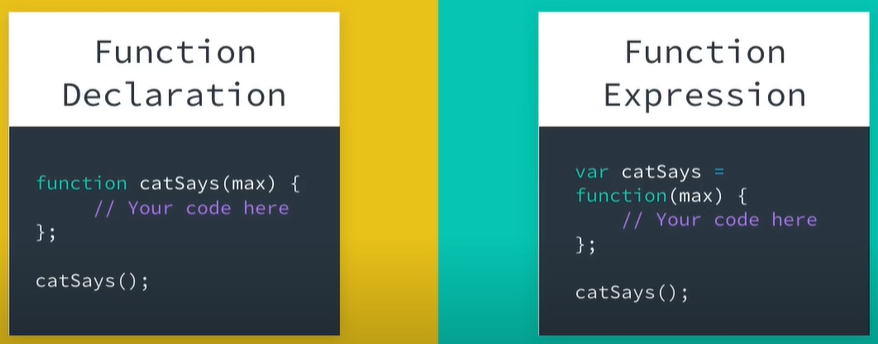 Function
Declaration
function catSays(max) {
// Your code here
};
catSays();
Function
Expression
var catSays =
function(max) {
// Your code here
};
catSays();